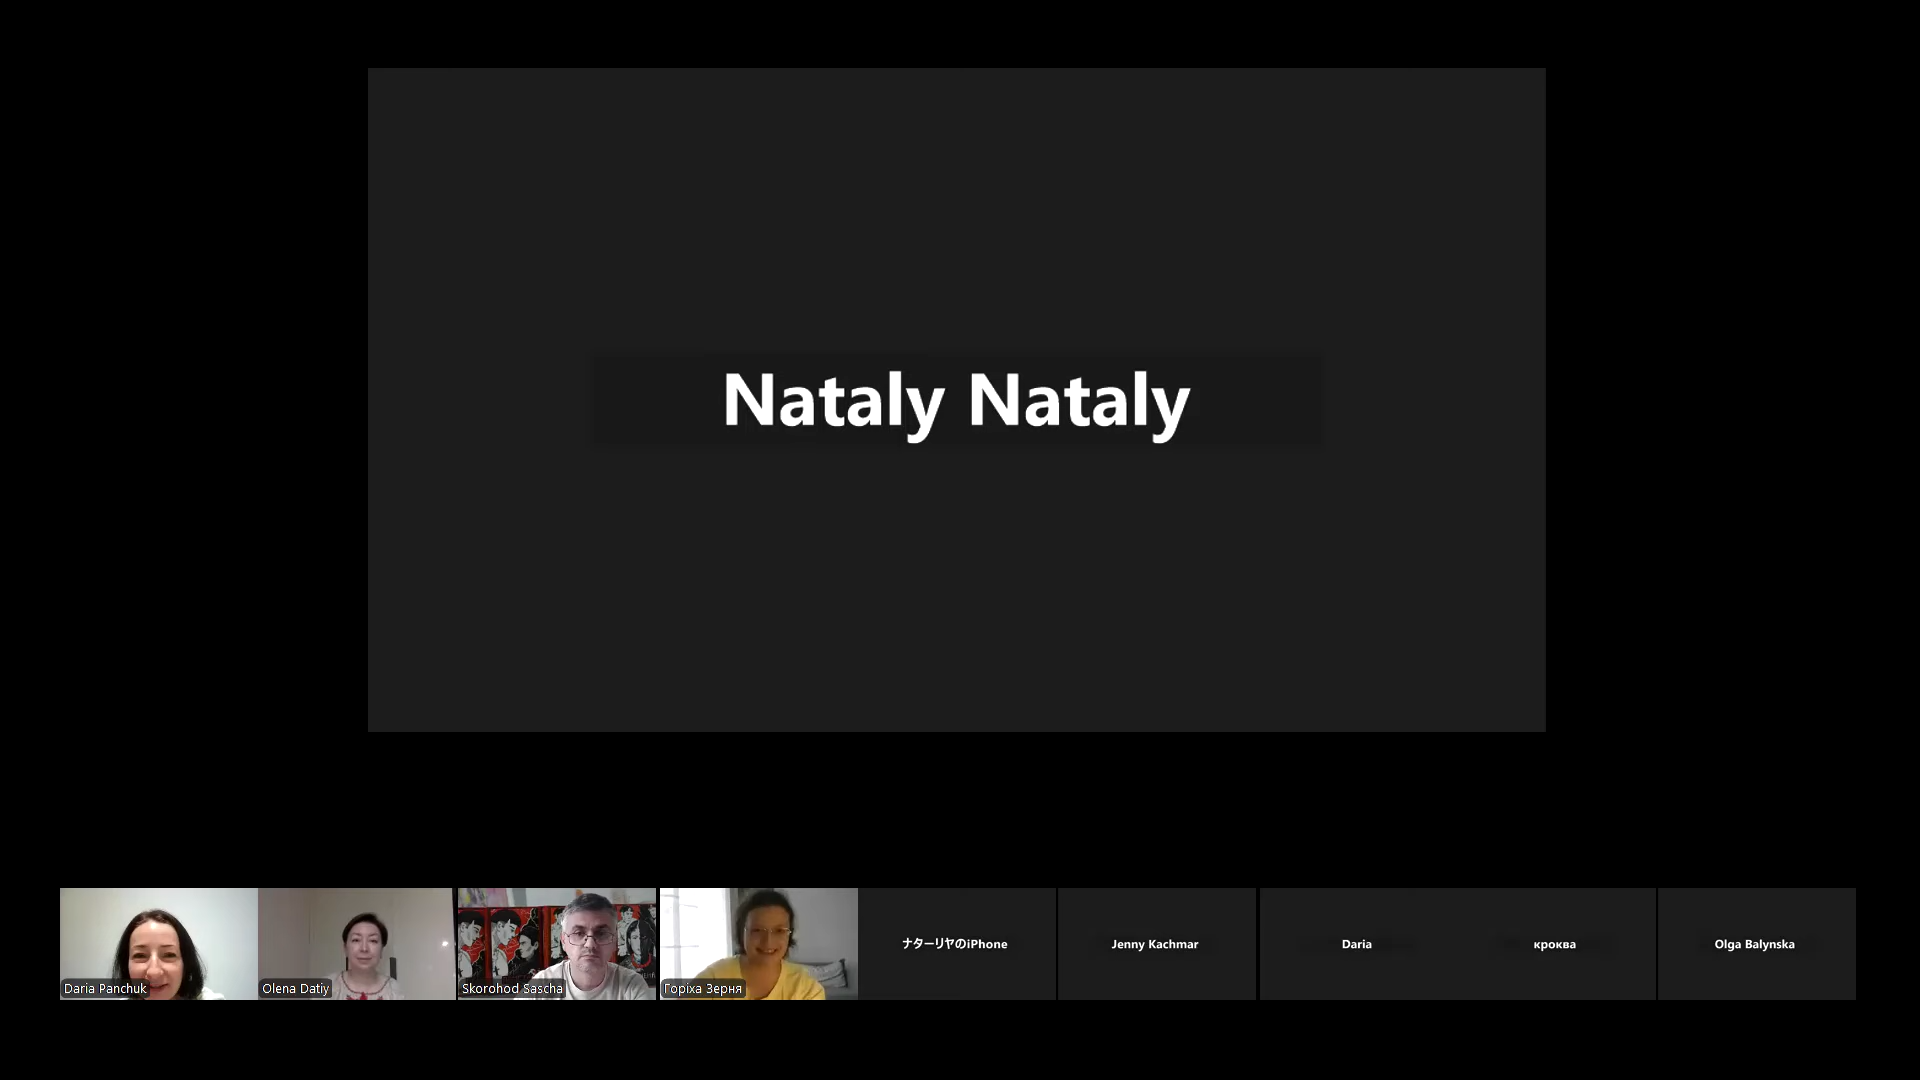 Nataly Nataly
Daria Panchuk
Olena Datiy
Skorohod Sascha
Горіха Зерня
ナターリヤのiPhone
Jenny Kachmar
Daria
кроква
Olga Balynska